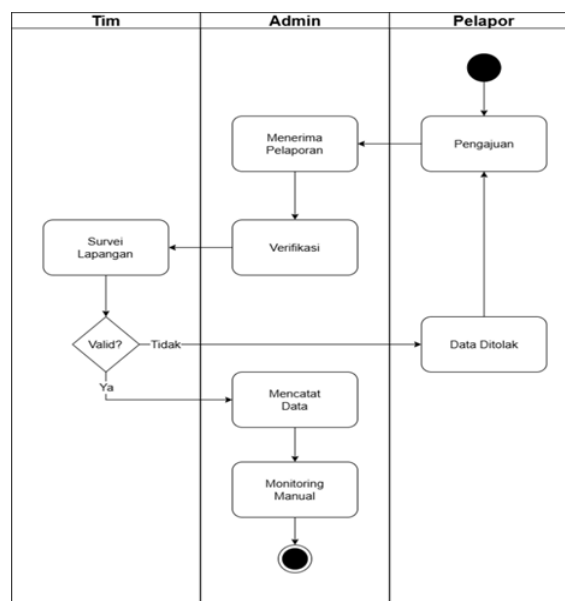 Tim
Admin
Pelapor
Menerima
Pelaporan
Pengajuan
Survei
Lapangan
Verifikasi
Valid?
Tidak
Data Ditolak
Ya
Mencatat
Data
Monitoring
Manual